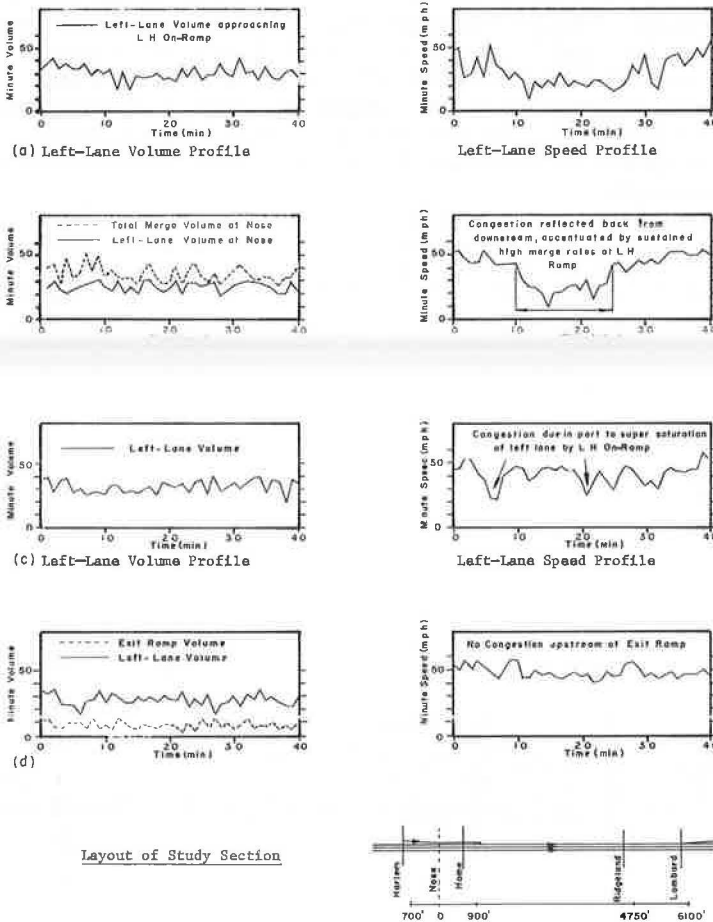 Left-Lane Volume approaching
L H On-Ramp
Minute Volume
50
0
0
10
20
30
40
Time (min)
(a) Left-Lane Volume Profile
Minute Speed (mph)
50
0
0
10
20
30
40
Time (min)
Left-Lane Speed Profile
Total Merge Volume at Nose
Left-Lane Volume at Nose
Minute Volume
50
0
0
10
20
30
40
Congestion reflected back from
downstream, accentuated by sustained
high merge rates at L H
Ramp
Minute Speed (mph)
50
0
0
10
20
30
40
Left-Lane Volume
Minute Volume
50
0
0
10
20
30
40
Time (min)
(c) Left-Lane Volume Profile
Congestion due in part to super saturation
of left lane by L H On-Ramp
Minute Speed (mph)
50
0
0
10
20
30
40
Time (min)
Left-Lane Speed Profile
Exit Ramp Volume
Left-Lane Volume
Minute Volume
50
0
0
10
20
30
40
Time (min)
(d)
No Congestion upstream of Exit Ramp
Minute Speed (mph)
50
0
0
10
20
30
40
Time (min)
Layout of Study Section
Harlem
Nose
Home
Ridgeland
Lombard
700' 0 900' 4750' 6100'